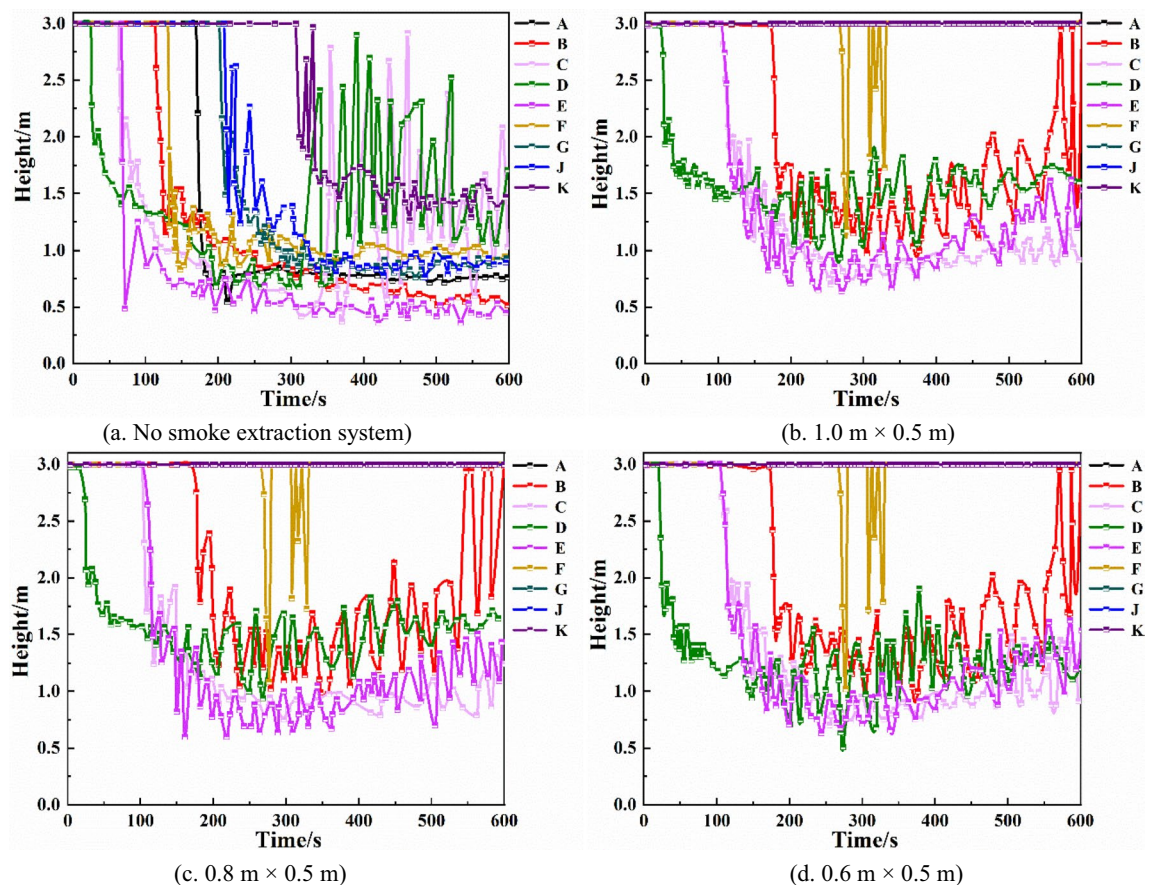 3.0
2.5
2.0
1.5
1.0
0.5
0.0
Height/m
0 100 200 300 400 500 600
Time/s
A
B
C
D
E
F
G
J
K
(a. No smoke extraction system)
3.0
2.5
2.0
1.5
1.0
0.5
0.0
Height/m
0 100 200 300 400 500 600
Time/s
A
B
C
D
E
F
G
J
K
(b. 1.0 m × 0.5 m)
3.0
2.5
2.0
1.5
1.0
0.5
0.0
Height/m
0 100 200 300 400 500 600
Time/s
A
B
C
D
E
F
G
J
K
(c. 0.8 m × 0.5 m)
3.0
2.5
2.0
1.5
1.0
0.5
0.0
Height/m
0 100 200 300 400 500 600
Time/s
A
B
C
D
E
F
G
J
K
(d. 0.6 m × 0.5 m)